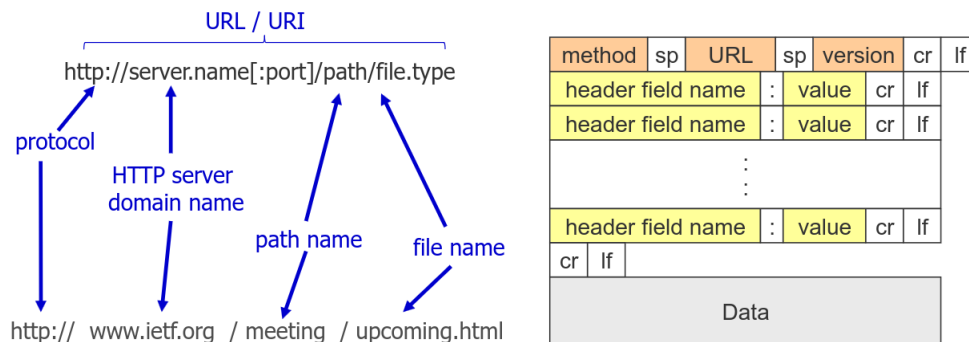 URL / URI
http://server.name[:port]/path/file.type
protocol
HTTP server
domain name
path name
file name
http:// www.ietf.org / meeting / upcoming.html
method sp URL sp version cr lf
header field name : value cr lf
header field name : value cr lf
:
:
header field name : value cr lf
cr lf
Data